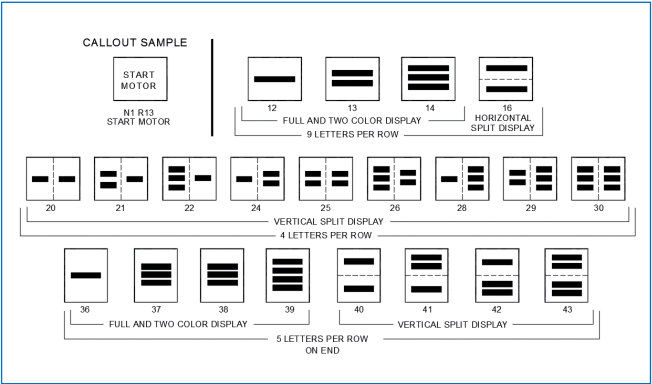 CALLOUT SAMPLE
START
MOTOR
N1 R13
START MOTOR
12 13 14 16
FULL AND TWO COLOR DISPLAY
HORIZONTAL
SPLIT DISPLAY
9 LETTERS PER ROW
20 21 22 24 25 26 28 29 30
VERTICAL SPLIT DISPLAY
4 LETTERS PER ROW
36 37 38 39 40 41 42 43
FULL AND TWO COLOR DISPLAY
VERTICAL SPLIT DISPLAY
5 LETTERS PER ROW
ON END